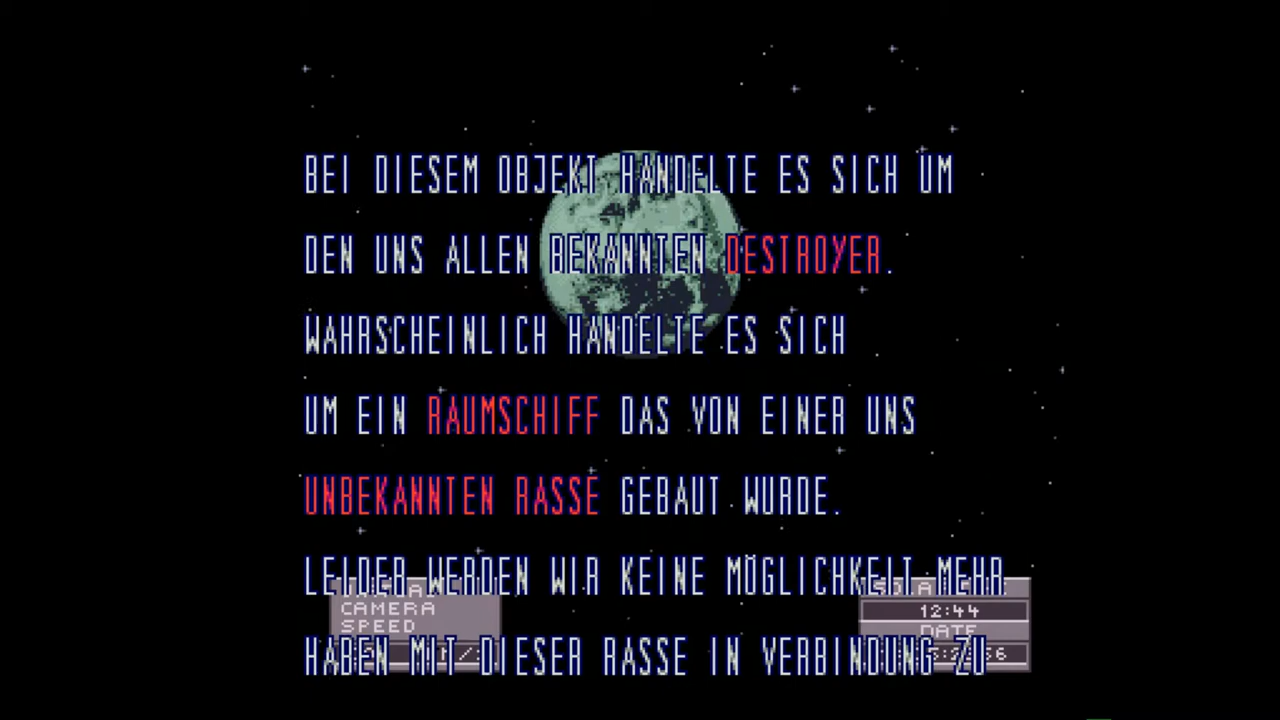 BEI DIESEM OBJEKT HANDELTE ES SICH UM
DEN UNS ALLEN BEKANNTEN DESTROYER.
WAHRSCHEINLICH HANDELTE ES SICH
UM EIN RAUMSCHIFF DAS VON EINER UNS
UNBEKANNTEN RASSE GEBAUT WURDE.
LEIDER WERDEN WIR KEINE MÖGLICHKEIT MEHR
CAMERA
12:44
SPEED
DATE
HABEN MIT DIESER RASSE IN VERBINDUNG ZU